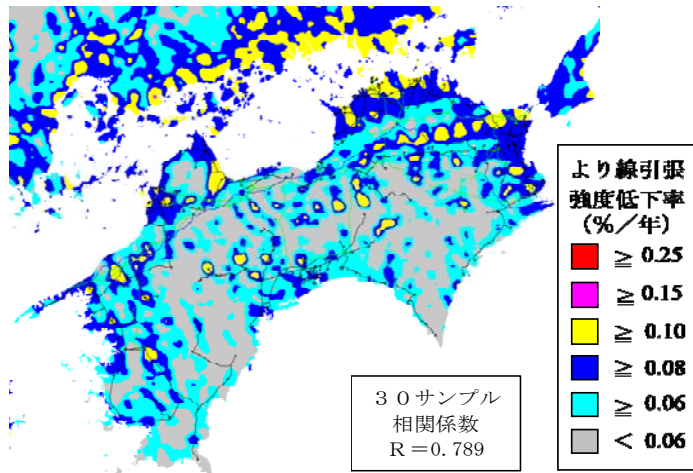 より線引張
強度低下率
（％／年）
≧ 0.25
≧ 0.15
≧ 0.10
≧ 0.08
≧ 0.06
＜ 0.06
３０サンプル
相関係数
R＝0.789